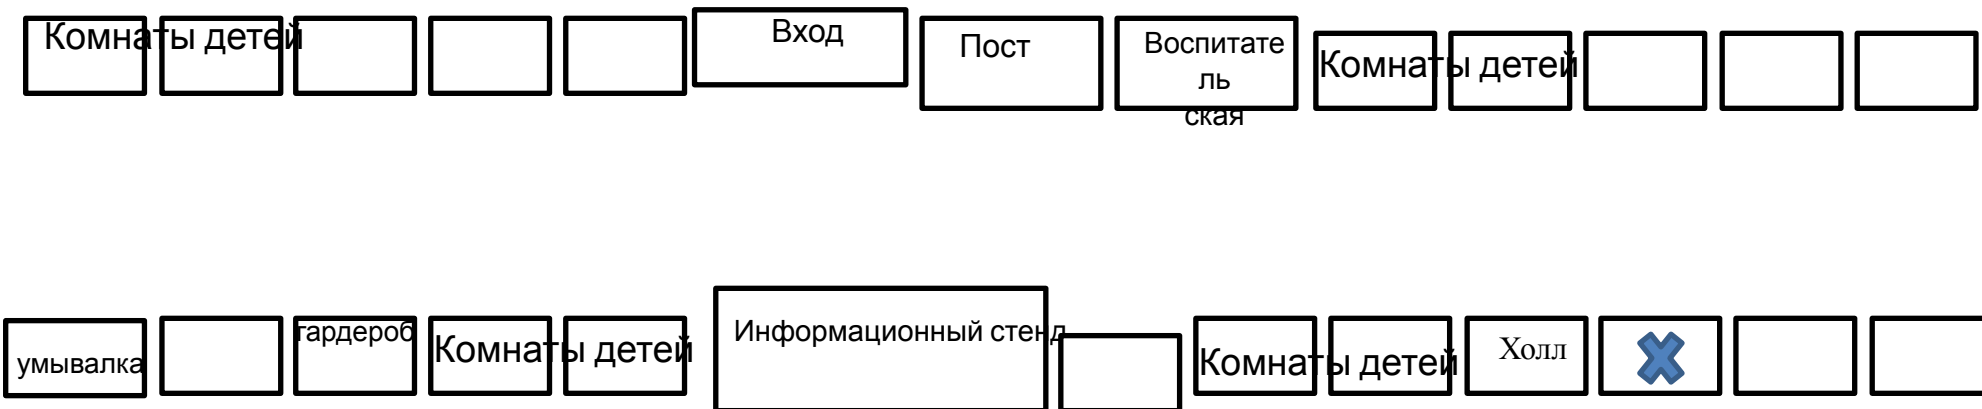 Комнаты детей
Вход
Пост
Воспитате
ль
ская
Комнаты детей
умывалка
гардероб
Комнаты детей
Информационный стенд
Комнаты детей
Холл